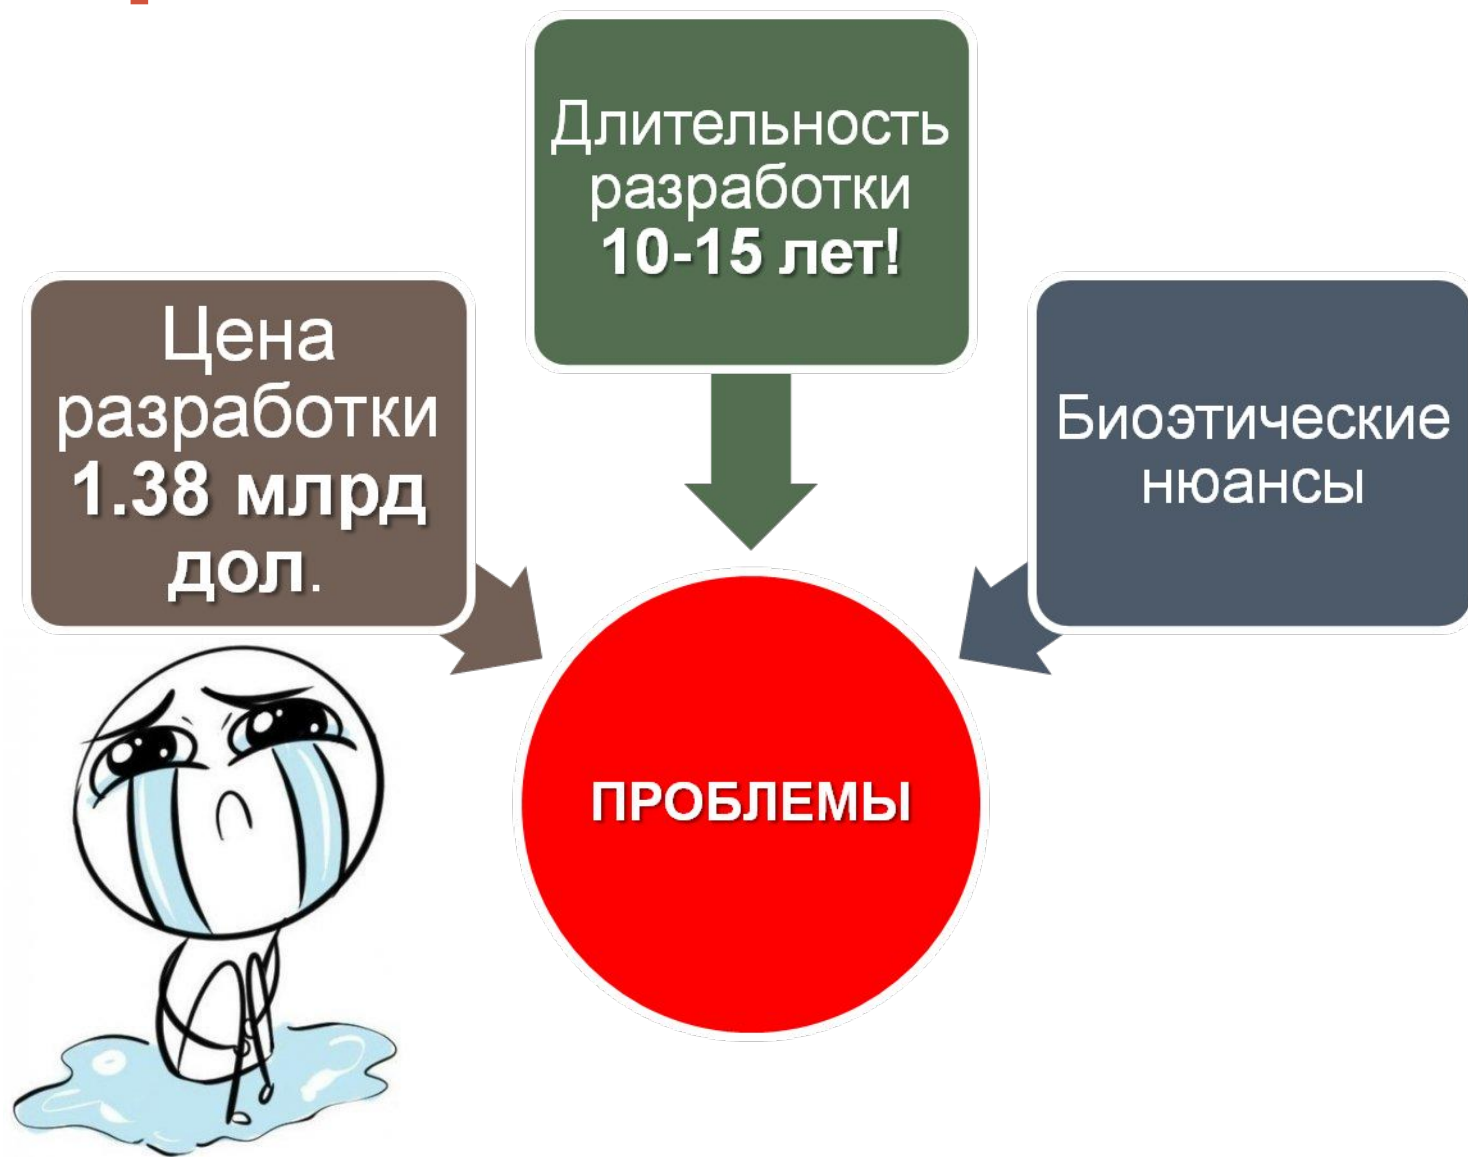 Длительность
разработки
10-15 лет!
Цена
разработки
1.38 млрд
дол.
Биоэтические
нюансы
ПРОБЛЕМЫ